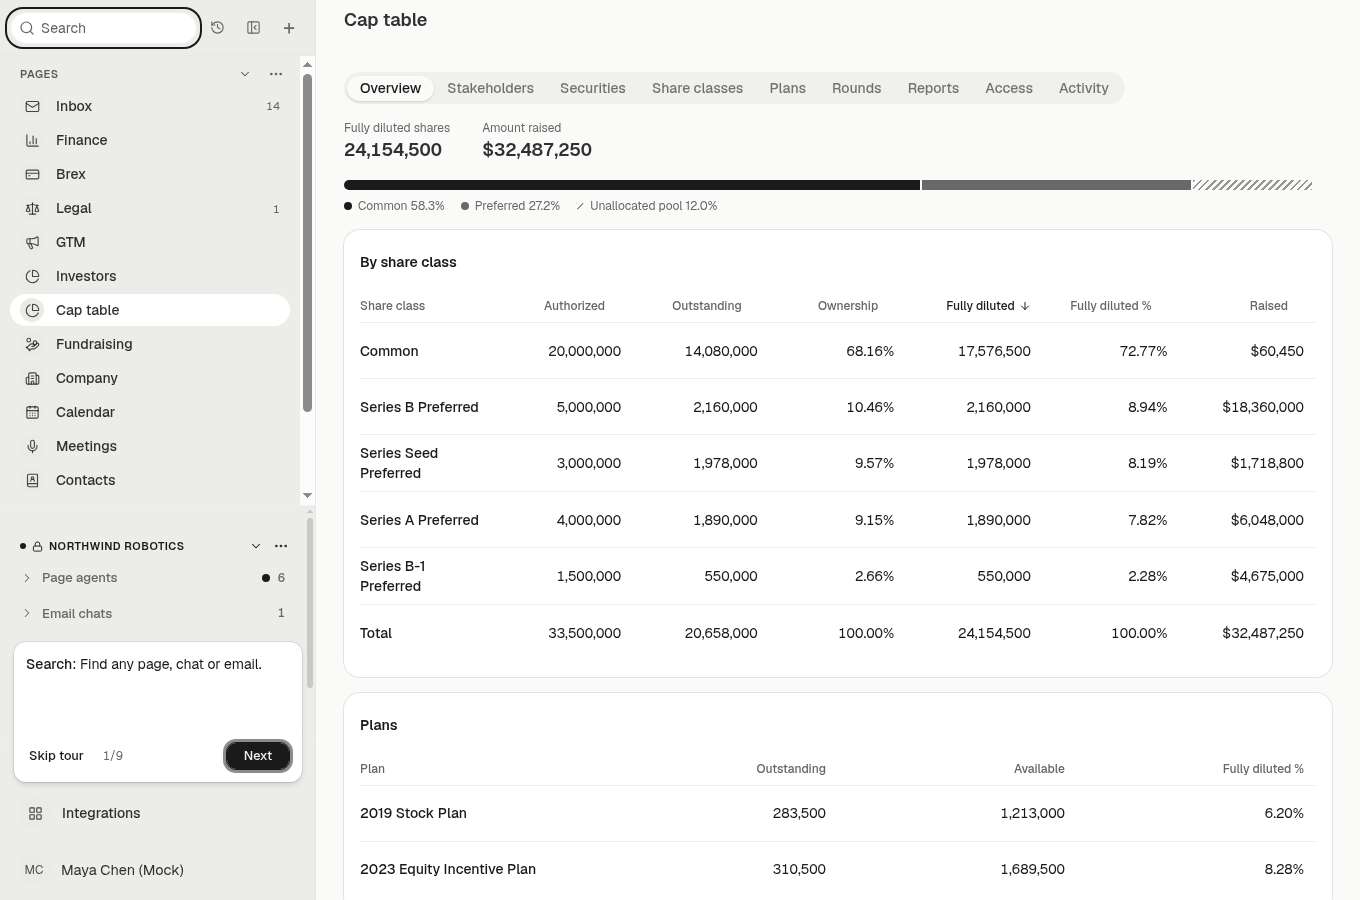 Search
PAGES
Inbox 14
Finance
Brex
Legal 1
GTM
Investors
Cap table
Fundraising
Company
Calendar
Meetings
Contacts
NORTHWIND ROBOTICS
Page agents 6
Email chats 1
Search: Find any page, chat or email.
Skip tour 1/9 Next
Integrations
MC Maya Chen (Mock)
Cap table
Overview Stakeholders Securities Share classes Plans Rounds Reports Access Activity
Fully diluted shares Amount raised
24,154,500 $32,487,250
Common 58.3% Preferred 27.2% Unallocated pool 12.0%
By share class
Share class Authorized Outstanding Ownership Fully diluted ↓ Fully diluted % Raised
Common 20,000,000 14,080,000 68.16% 17,576,500 72.77% $60,450
Series B Preferred 5,000,000 2,160,000 10.46% 2,160,000 8.94% $18,360,000
Series Seed
Preferred 3,000,000 1,978,000 9.57% 1,978,000 8.19% $1,718,800
Series A Preferred 4,000,000 1,890,000 9.15% 1,890,000 7.82% $6,048,000
Series B-1
Preferred 1,500,000 550,000 2.66% 550,000 2.28% $4,675,000
Total 33,500,000 20,658,000 100.00% 24,154,500 100.00% $32,487,250
Plans
Plan Outstanding Available Fully diluted %
2019 Stock Plan 283,500 1,213,000 6.20%
2023 Equity Incentive Plan 310,500 1,689,500 8.28%